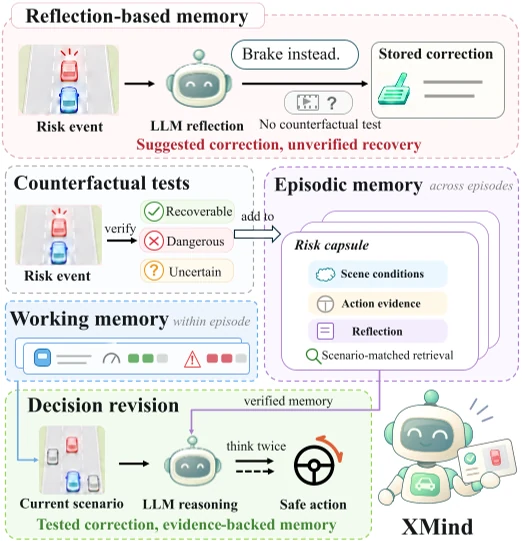 Reflection-based memory
Brake instead.
Stored correction
?
Risk event
LLM reflection
No counterfactual test
Suggested correction, unverified recovery
Counterfactual tests
verify
Recoverable
Dangerous
? Uncertain
Risk event
add to
Episodic memory across episodes
Risk capsule
Scene conditions
Action evidence
Reflection
Scenario-matched retrieval
Working memory within episode
Decision revision
verified memory
think twice
Current scenario
LLM reasoning
Safe action
Tested correction, evidence-backed memory
XMind